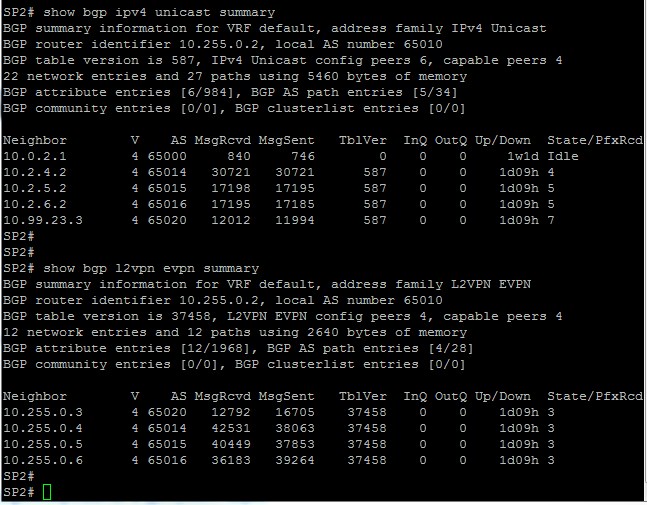 SP2# show bgp ipv4 unicast summary
BGP summary information for VRF default, address family IPv4 Unicast
BGP router identifier 10.255.0.2, local AS number 65010
BGP table version is 587, IPv4 Unicast config peers 6, capable peers 4
22 network entries and 27 paths using 5460 bytes of memory
BGP attribute entries [6/984], BGP AS path entries [5/34]
BGP community entries [0/0], BGP clusterlist entries [0/0]

Neighbor        V    AS MsgRcvd MsgSent   TblVer  InQ OutQ Up/Down  State/PfxRcd
10.0.2.1        4 65000     840     746        0    0    0     1w1d Idle
10.2.4.2        4 65014   30721   30721      587    0    0    1d09h 4
10.2.5.2        4 65015   17198   17195      587    0    0    1d09h 5
10.2.6.2        4 65016   17195   17185      587    0    0    1d09h 5
10.99.23.3      4 65020   12012   11994      587    0    0    1d09h 7
SP2#
SP2#
SP2# show bgp l2vpn evpn summary
BGP summary information for VRF default, address family L2VPN EVPN
BGP router identifier 10.255.0.2, local AS number 65010
BGP table version is 37458, L2VPN EVPN config peers 4, capable peers 4
12 network entries and 12 paths using 2640 bytes of memory
BGP attribute entries [12/1968], BGP AS path entries [4/28]
BGP community entries [0/0], BGP clusterlist entries [0/0]

Neighbor        V    AS MsgRcvd MsgSent   TblVer  InQ OutQ Up/Down  State/PfxRcd
10.255.0.3      4 65020   12792   16705    37458    0    0    1d09h 3
10.255.0.4      4 65014   42531   38063    37458    0    0    1d09h 3
10.255.0.5      4 65015   40449   37853    37458    0    0    1d09h 3
10.255.0.6      4 65016   36183   39264    37458    0    0    1d09h 3
SP2#
SP2#